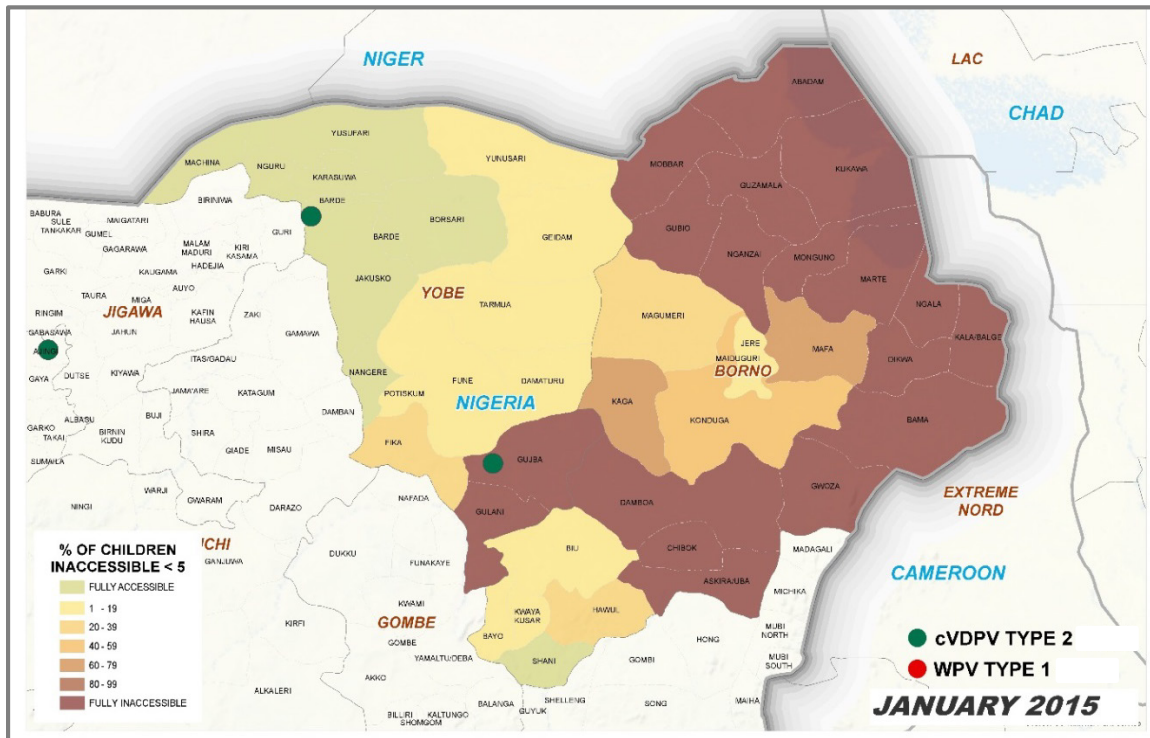 NIGER
LAC
ABADAM
CHAD
YUSUFARI
MACHINA
NGURU
YUNUSARI
MOBBAR
KUKAWA
KARASUWA
GUZAMALA
BIRINIWA
BARDE
BABURA
SULE
TANKAKAR
MAIGATARI
GUMEL
GURI
BORSARI
GUBIO
BARDE
GEIDAM
GAGARAWA
MALAM
MADURI
KIRI
KASAMA
HADEJIA
NGANZAI
MONGUNO
GARKI
KAUGAMA
JAKUSKO
MARTE
AUYO
YOBE
TAURA
MIGA
TARMUA
NGALA
RINGIM
JIGAWA
KAFIN
HAUSA
ZAKI
MAGUMERI
GABASAWA
JAHUN
GAMAWA
KALA/BALGE
JERE
MAFA
AJINGI
ITAS/GADAU
MAIDUGURI
DIKWA
BORNO
GAYA
DUTSE
KIYAWA
NANGERE
FUNE
DAMATURU
JAMA'ARE
KATAGUM
POTISKUM
NIGERIA
KAGA
ALBASU
BUJI
DAMBAN
KONDUGA
BAMA
GARKO
TAKAI
BIRNIN
KUDU
SHIRA
FIKA
GIADE
MISAU
SUMAILA
GUJBA
GWOZA
WARJI
NAFADA
EXTREME
NORD
NINGI
GWARAM
DARAZO
GULANI
DAMBOA
% OF CHILDREN
INACCESSIBLE < 5
UCHI
GANJUWA
DUKKU
FUNAKAYE
BIU
CHIBOK
MADAGALI
CAMEROON
FULLY ACCESSIBLE
ASKIRA/UBA
MICHIKA
1 - 19
KWAMI
KWAYA
KUSAR
HAWUL
20 - 39
KIRFI
GOMBE
BAYO
MUBI
NORTH
cVDPV TYPE 2
40 - 59
GOMBE
HONG
60 - 79
YAMALTU/DEBA
SHANI
GOMBI
MUBI
SOUTH
WPV TYPE 1
80 - 99
AKKO
FULLY INACCESSIBLE
ALKALERI
BALANGA
SHELLENG
SONG
MAIHA
JANUARY 2015
BILLIRI
SHOMGOM
KALTUNGO
GUYUK